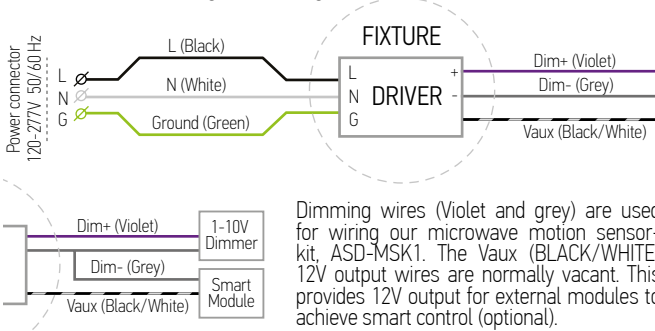 FIXTURE
Power connector
120-277V 50/60 Hz
L
N
G
L (Black)
N (White)
Ground (Green)
L
N
G
DRIVER
+
-
Dim+ (Violet)
Dim- (Grey)
Vaux (Black/White)
Dim+ (Violet)
Dim- (Grey)
Vaux (Black/White)
1-10V
Dimmer
Smart
Module
Dimming wires (Violet and grey) are used
for wiring our microwave motion sensor-
kit, ASD-MSK1. The Vaux (BLACK/WHITE
12V output wires are normally vacant. This
provides 12V output for external modules to
achieve smart control (optional).